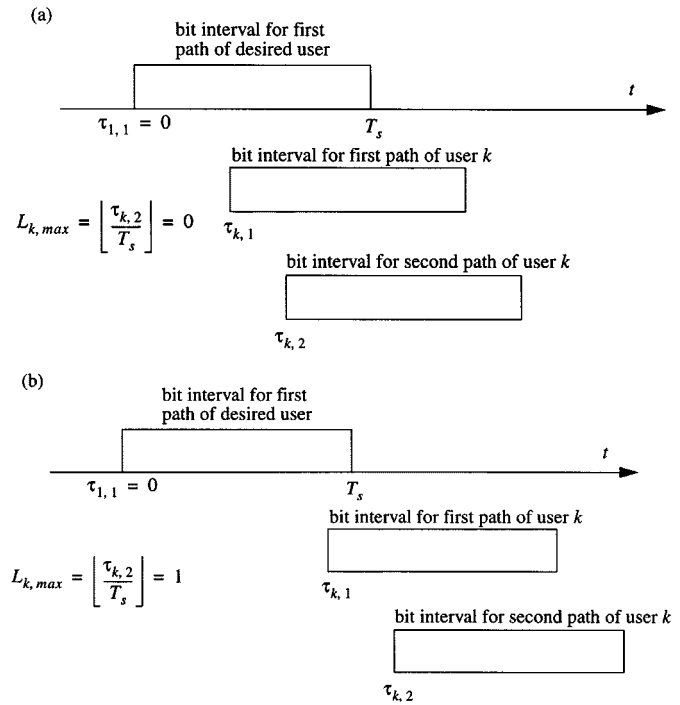 (a)
bit interval for first
path of desired user
t
τ1, 1 = 0
Ts
bit interval for first path of user k
Lk, max = ⌊τk, 2 / Ts⌋ = 0
τk, 1
bit interval for second path of user k
τk, 2
(b)
bit interval for first
path of desired user
t
τ1, 1 = 0
Ts
bit interval for first path of user k
Lk, max = ⌊τk, 2 / Ts⌋ = 1
τk, 1
bit interval for second path of user k
τk, 2